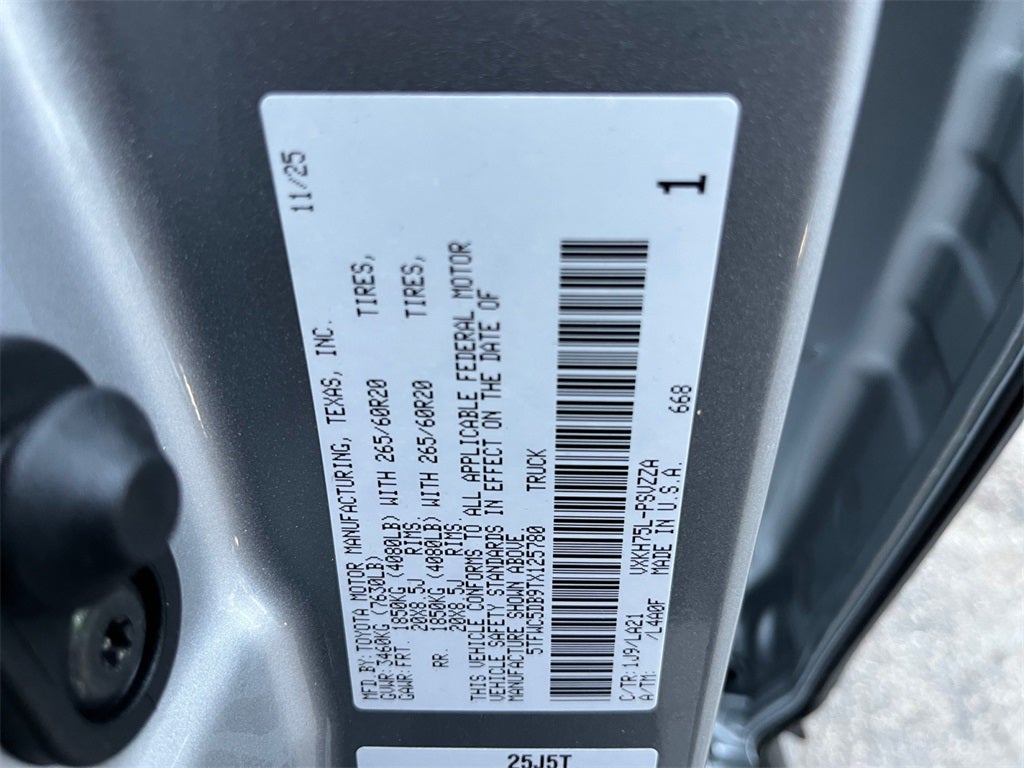 MFD.BY:TOYOTA MOTOR MANUFACTURING, TEXAS, INC. 11/25
GVWR:3460KG (7630LB)
GAWR:FRT 1850KG (4080LB) WITH 265/60R20 TIRES,
20X8.5J RIMS.
RR. 1850KG (4080LB) WITH 265/60R20 TIRES,
20X8.5J RIMS.
THIS VEHICLE CONFORMS TO ALL APPLICABLE FEDERAL MOTOR
VEHICLE SAFETY STANDARDS IN EFFECT ON THE DATE OF
MANUFACTURE SHOWN ABOVE.
5TFWC5DB9TX125780 TRUCK
C/TR:1J9/LA21 VXKH75L-PSVZZA 668 1
A/TM: /L4A0F MADE IN U.S.A.
25J5T